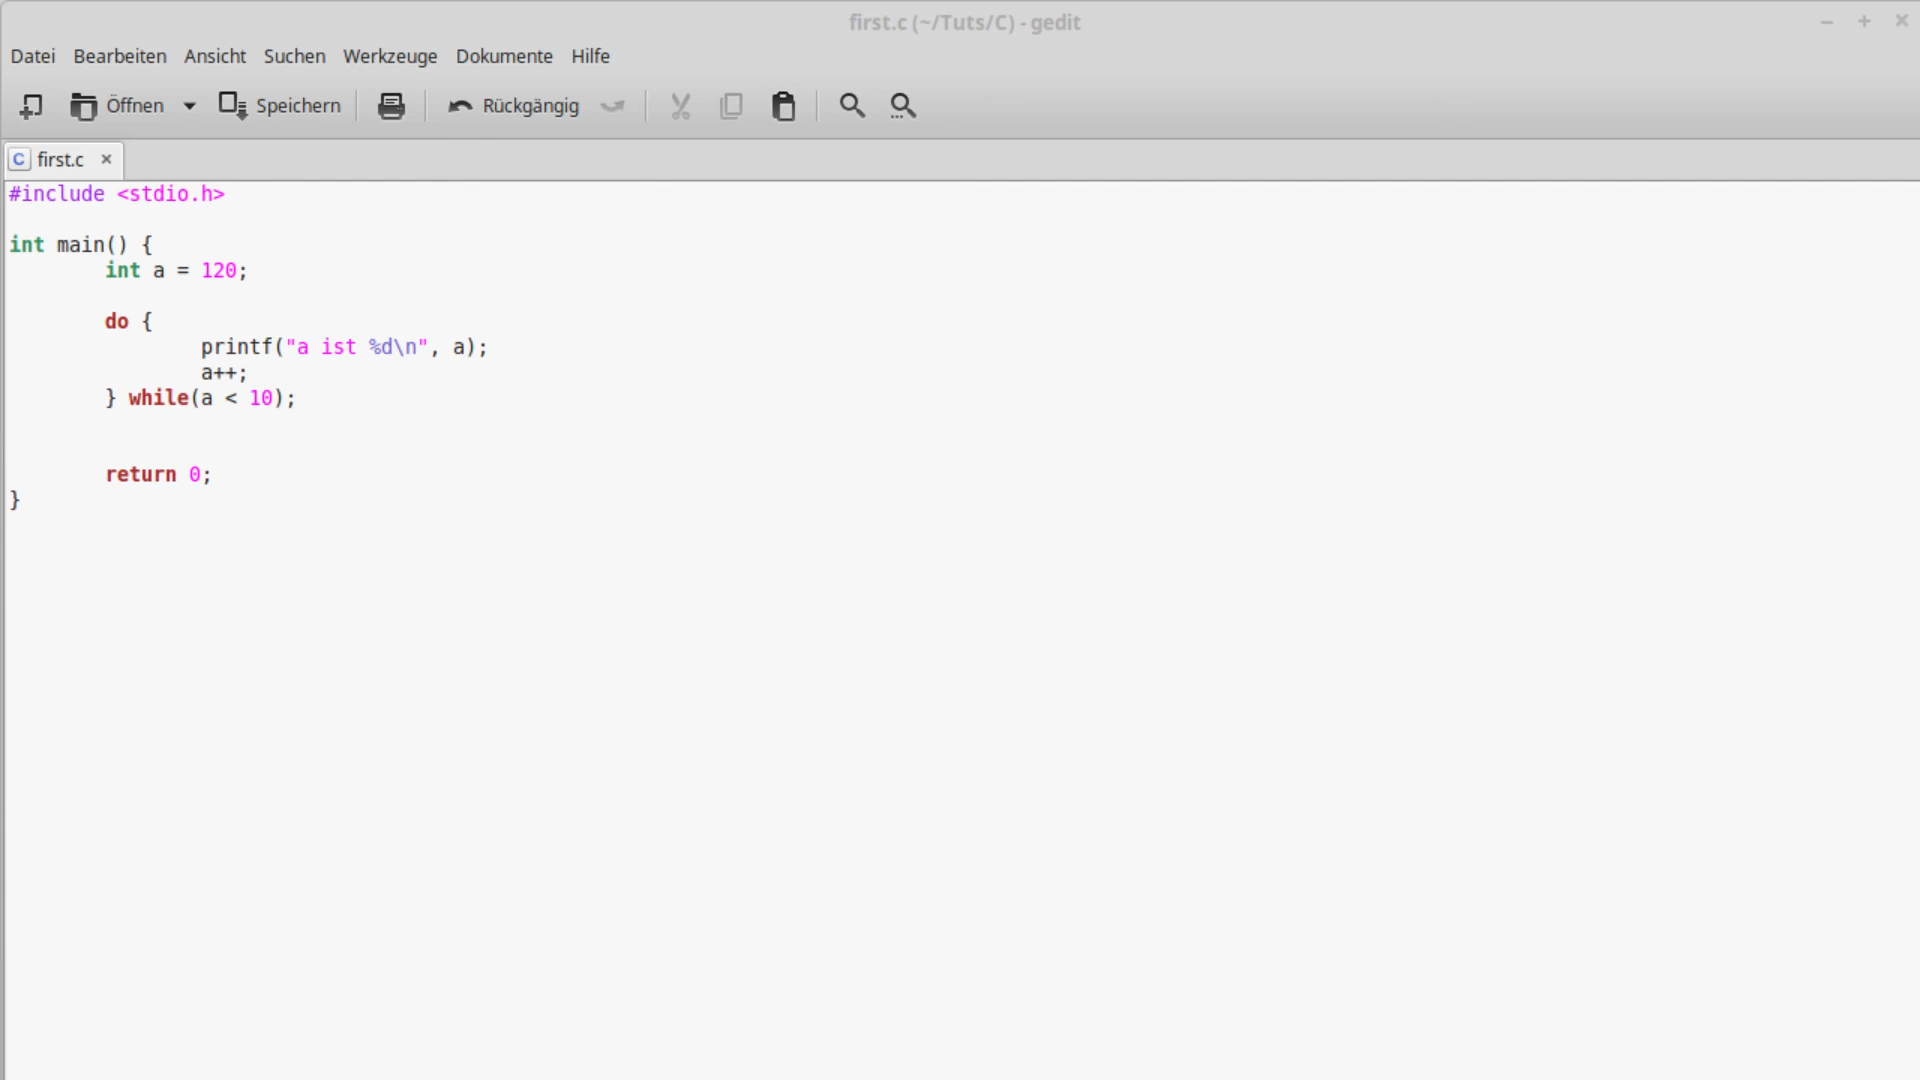 first.c (~/Tuts/C) - gedit
Datei Bearbeiten Ansicht Suchen Werkzeuge Dokumente Hilfe
Öffnen Speichern Rückgängig
C first.c
#include <stdio.h>
int main() {
int a = 120;
do {
printf("a ist %d\n", a);
a++;
} while(a < 10);
return 0;
}